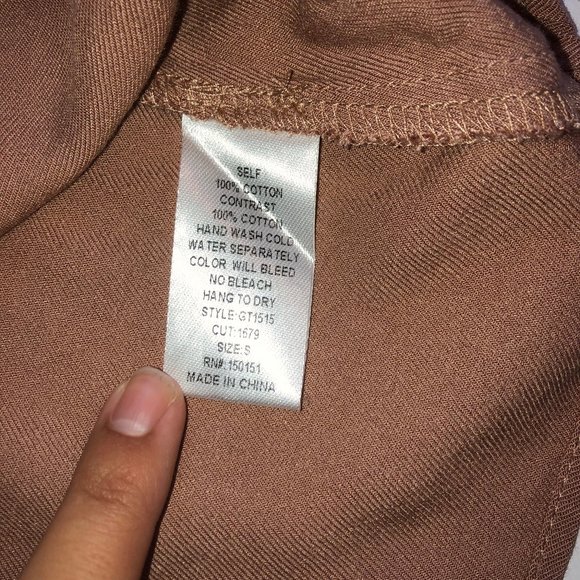 SELF
100% COTTON
CONTRAST
100% COTTON
HAND WASH COLD
WATER SEPARATELY
COLOR WILL BLEED
NO BLEACH
HANG TO DRY
STYLE:GT1515
CUT:1679
SIZE:S
RN#:150151
MADE IN CHINA